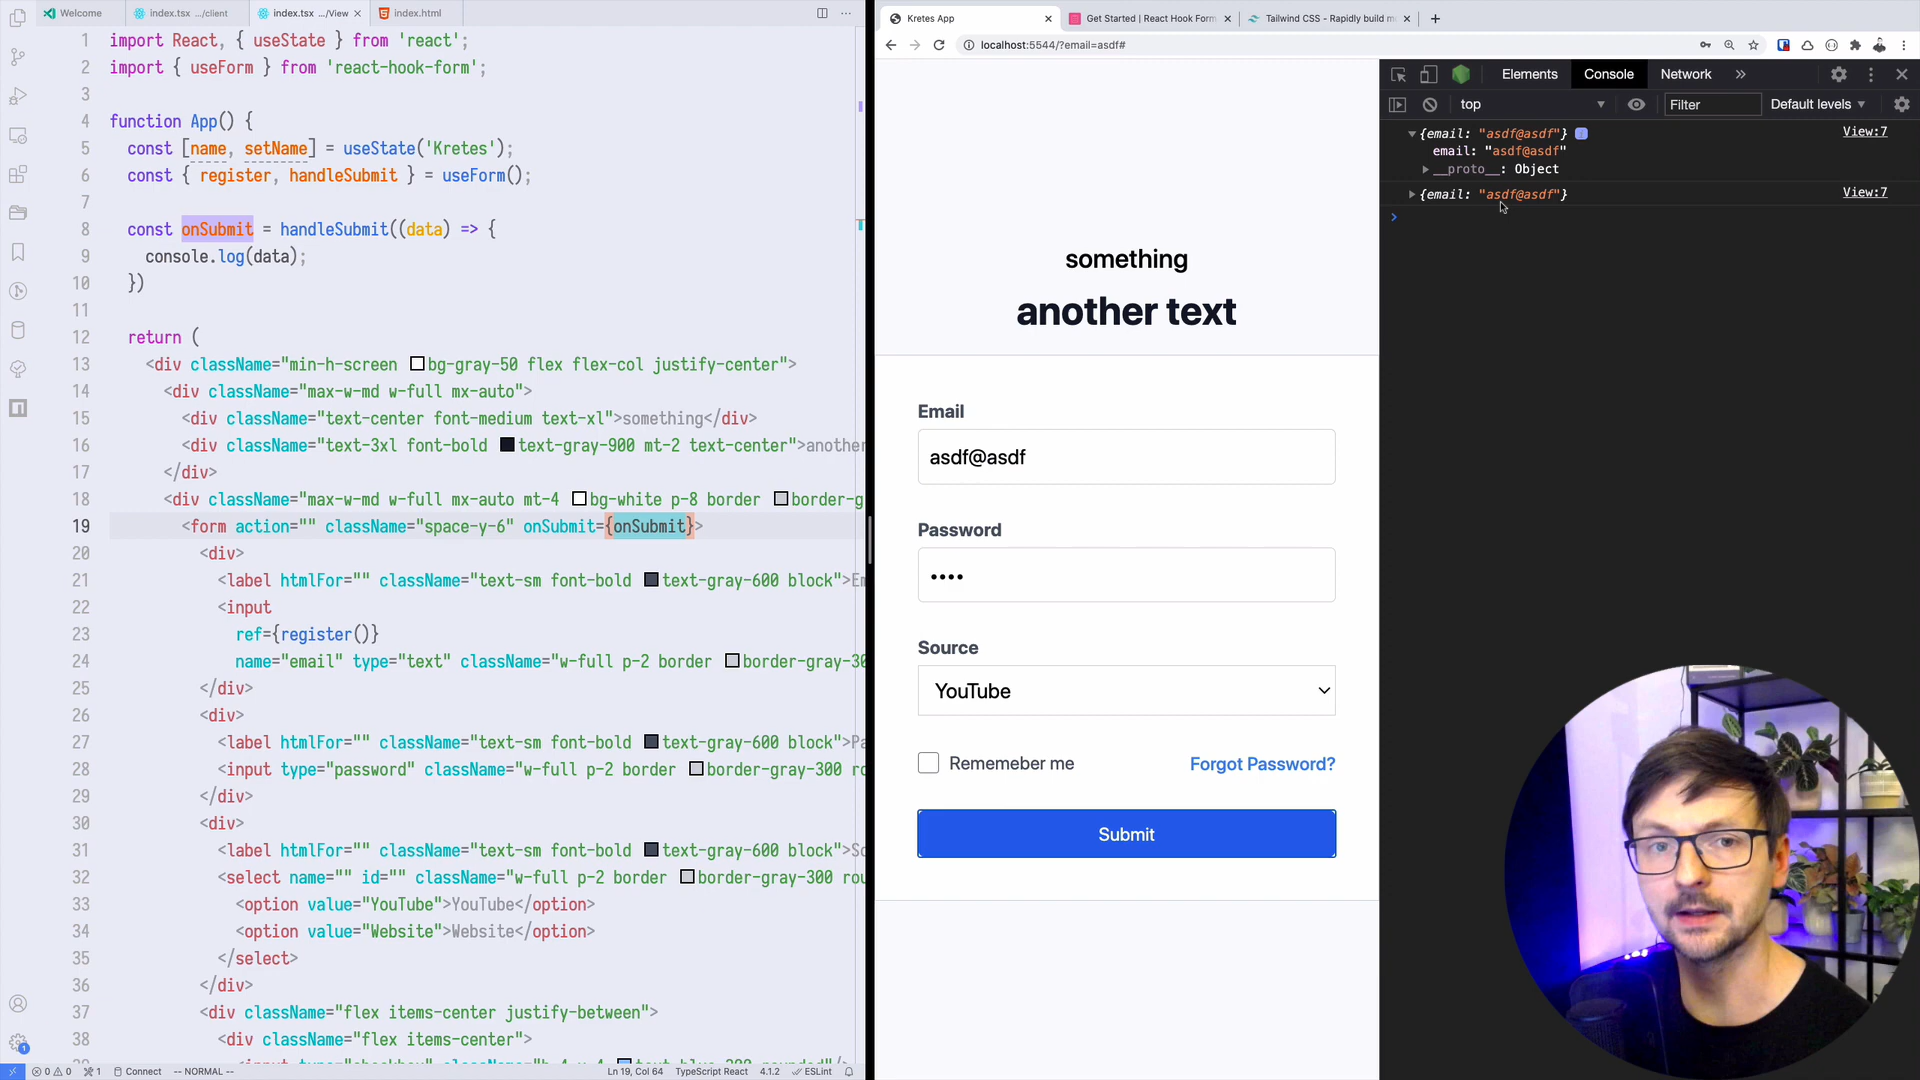 Welcome
index.tsx .../client
index.tsx .../View
index.html
1 import React, { useState } from 'react';
2 import { useForm } from 'react-hook-form';
3
4 function App() {
5 const [name, setName] = useState('Kretes');
6 const { register, handleSubmit } = useForm();
7
8 const onSubmit = handleSubmit((data) => {
9 console.log(data);
10 })
11
12 return (
13 <div className="min-h-screen bg-gray-50 flex flex-col justify-center">
14 <div className="max-w-md w-full mx-auto">
15 <div className="text-center font-medium text-xl">something</div>
16 <div className="text-3xl font-bold text-gray-900 mt-2 text-center">another
17 </div>
18 <div className="max-w-md w-full mx-auto mt-4 bg-white p-8 border border-g
19 <form action="" className="space-y-6" onSubmit={onSubmit}>
20 <div>
21 <label htmlFor="" className="text-sm font-bold text-gray-600 block">Em
22 <input
23 ref={register()}
24 name="email" type="text" className="w-full p-2 border border-gray-30
25 </div>
26 <div>
27 <label htmlFor="" className="text-sm font-bold text-gray-600 block">Pa
28 <input type="password" className="w-full p-2 border border-gray-300 ro
29 </div>
30 <div>
31 <label htmlFor="" className="text-sm font-bold text-gray-600 block">So
32 <select name="" id="" className="w-full p-2 border border-gray-300 rou
33 <option value="YouTube">YouTube</option>
34 <option value="Website">Website</option>
35 </select>
36 </div>
37 <div className="flex items-center justify-between">
38 <div className="flex items-center">
1
0 0 1 Connect -- NORMAL -- Ln 19, Col 64 TypeScript React 4.1.2 ESLint
Kretes App
Get Started | React Hook Form
Tailwind CSS - Rapidly build m
localhost:5544/?email=asdf#
something
another text
Email
asdf@asdf
Password
••••
Source
YouTube
Rememeber me
Forgot Password?
Submit
Elements Console Network »
top Filter Default levels
{email: "asdf@asdf"} View:7
email: "asdf@asdf"
__proto__: Object
{email: "asdf@asdf"} View:7